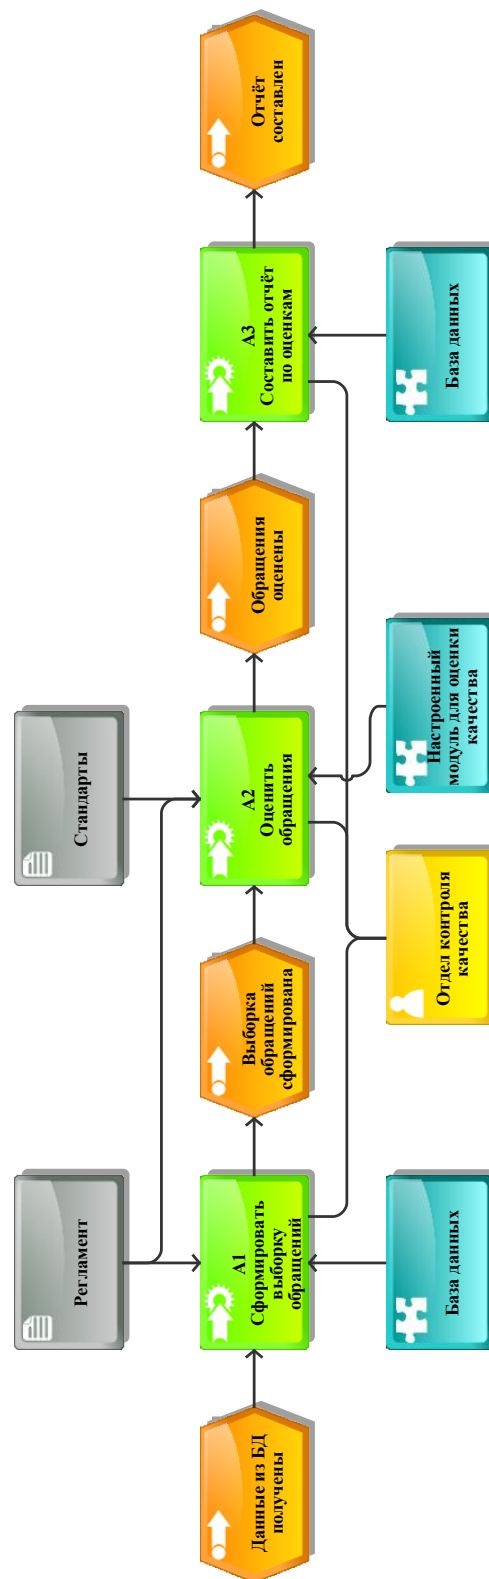 Регламент
Стандарты
Данные из БД
получены
A1
Сформировать
выборку
обращений
Выборка
обращений
сформирована
A2
Оценить
обращения
Обращения
оценены
A3
Составить отчёт
по оценкам
Отчёт
составлен
База данных
Отдел контроля
качества
Настроенный
модуль для оценки
качества
База данных